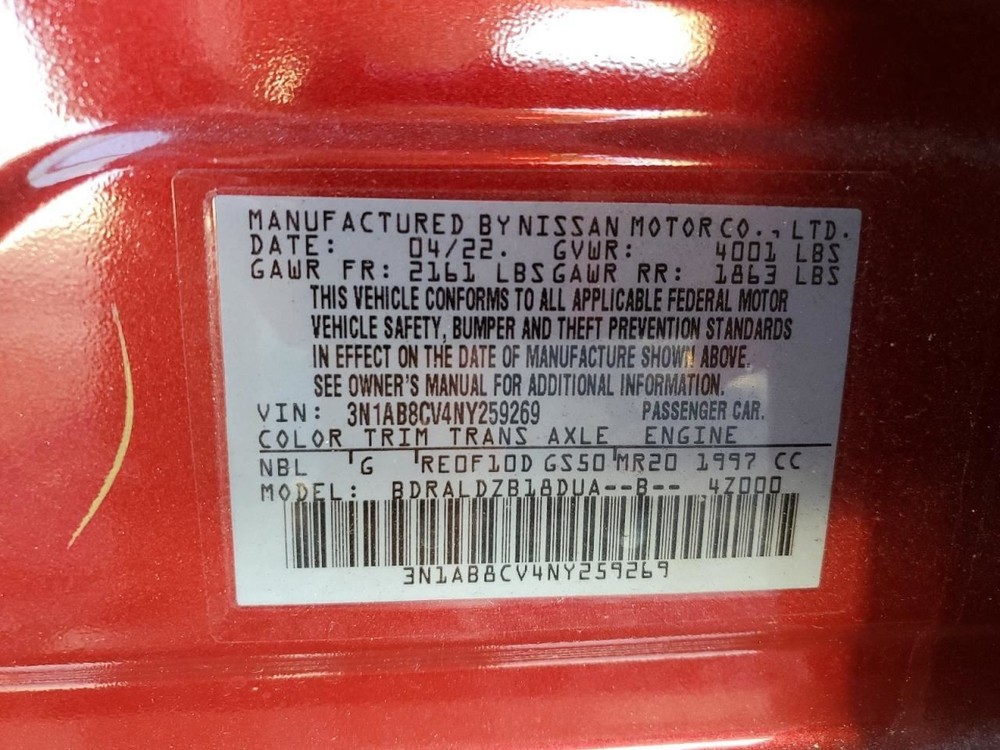 MANUFACTURED BY NISSAN MOTOR CO., LTD.
DATE: 04/22. GVWR: 4001 LBS
GAWR FR: 2161 LBS GAWR RR: 1863 LBS
THIS VEHICLE CONFORMS TO ALL APPLICABLE FEDERAL MOTOR
VEHICLE SAFETY, BUMPER AND THEFT PREVENTION STANDARDS
IN EFFECT ON THE DATE OF MANUFACTURE SHOWN ABOVE.
SEE OWNER'S MANUAL FOR ADDITIONAL INFORMATION.
VIN: 3N1AB8CV4NY259269 PASSENGER CAR.
COLOR TRIM TRANS AXLE ENGINE
NBL G RE0F10D GS50 MR20 1997 CC
MODEL: BDRALDZB18DUA--B-- 4Z000
3N1AB8CV4NY259269